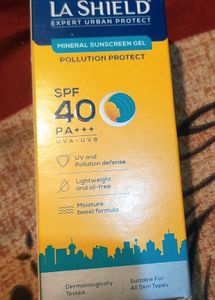 LA SHIELD®
EXPERT URBAN PROTECT
MINERAL SUNSCREEN GEL
POLLUTION PROTECT
SPF
40
PA+++
UVA - UVB
UV and
Pollution defense
Lightweight
and oil-free
Moisture
boost formula
Dermatologically
Tested
Suitable For
All Skin Types